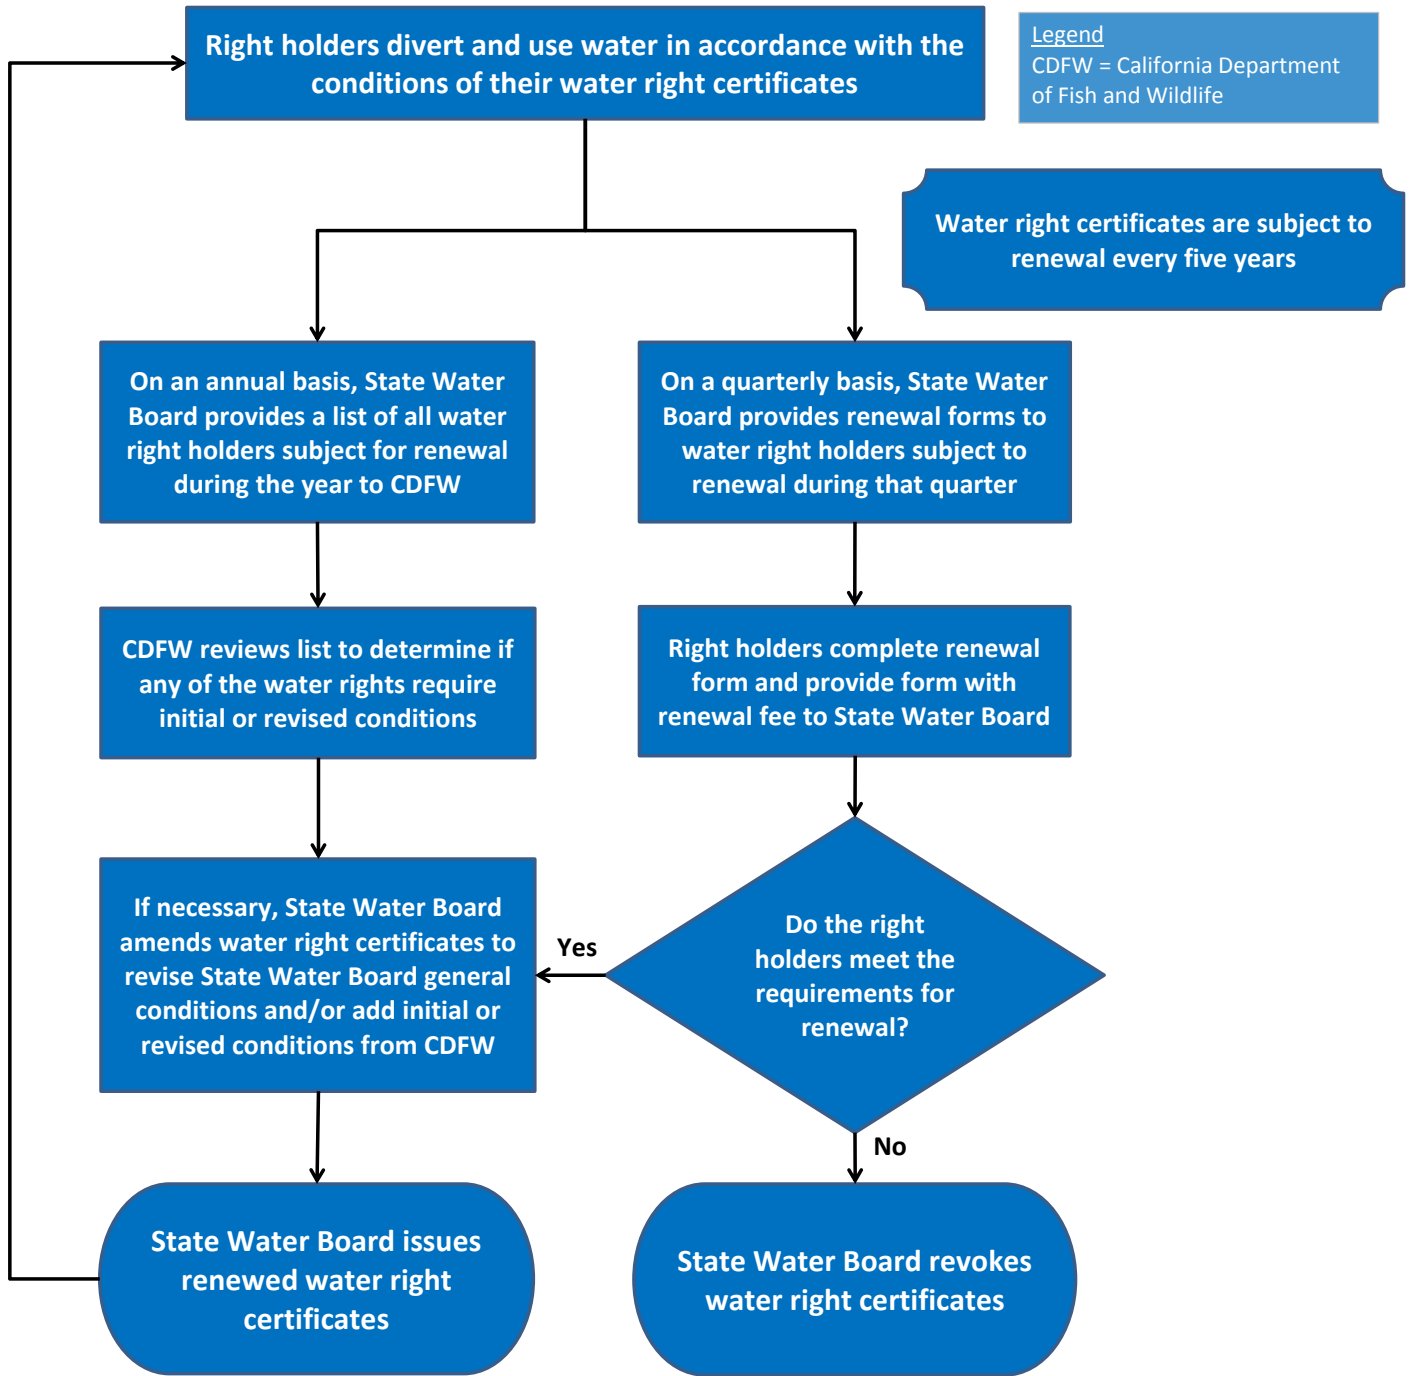 Right holders divert and use water in accordance with the
conditions of their water right certificates
Legend
CDFW = California Department
of Fish and Wildlife
Water right certificates are subject to
renewal every five years
On an annual basis, State Water
Board provides a list of all water
right holders subject for renewal
during the year to CDFW
On a quarterly basis, State Water
Board provides renewal forms to
water right holders subject to
renewal during that quarter
CDFW reviews list to determine if
any of the water rights require
initial or revised conditions
Right holders complete renewal
form and provide form with
renewal fee to State Water Board
If necessary, State Water Board
amends water right certificates to
revise State Water Board general
conditions and/or add initial or
revised conditions from CDFW
Yes
Do the right
holders meet the
requirements for
renewal?
No
State Water Board issues
renewed water right
certificates
State Water Board revokes
water right certificates